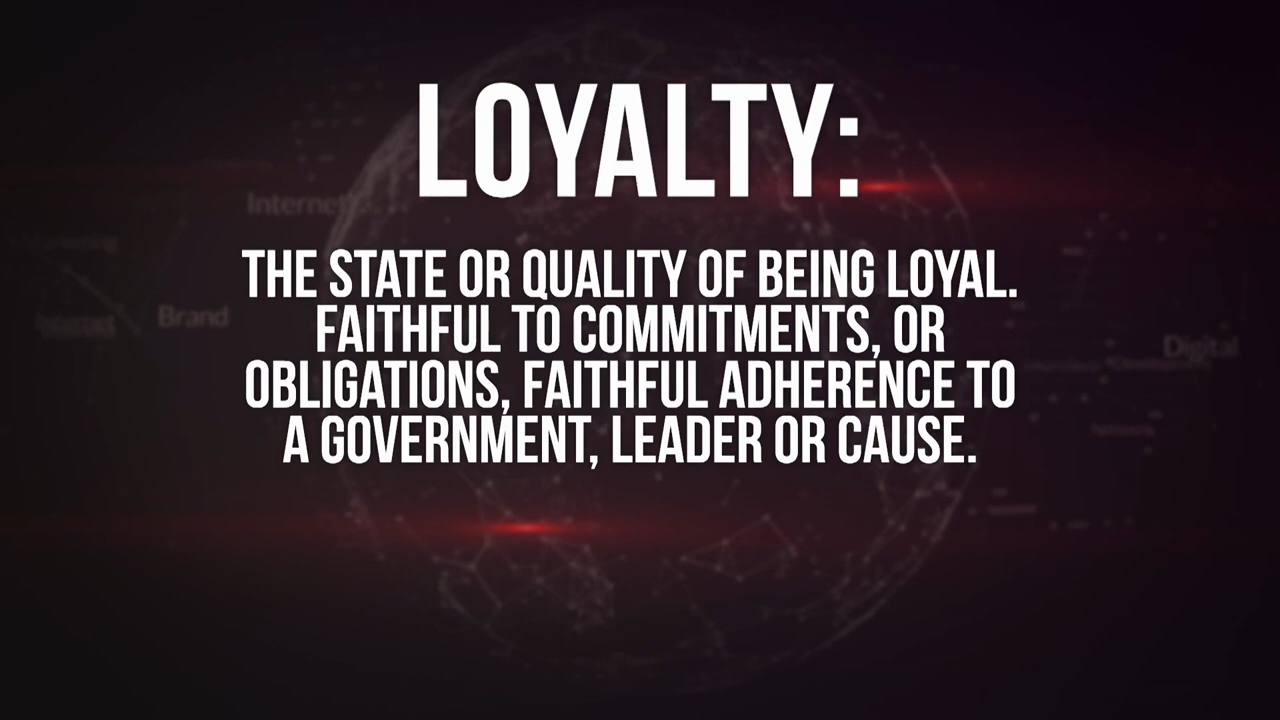 LOYALTY:
Internet
Brand
Digital
THE STATE OR QUALITY OF BEING LOYAL.
FAITHFUL TO COMMITMENTS, OR
OBLIGATIONS, FAITHFUL ADHERENCE TO
A GOVERNMENT, LEADER OR CAUSE.